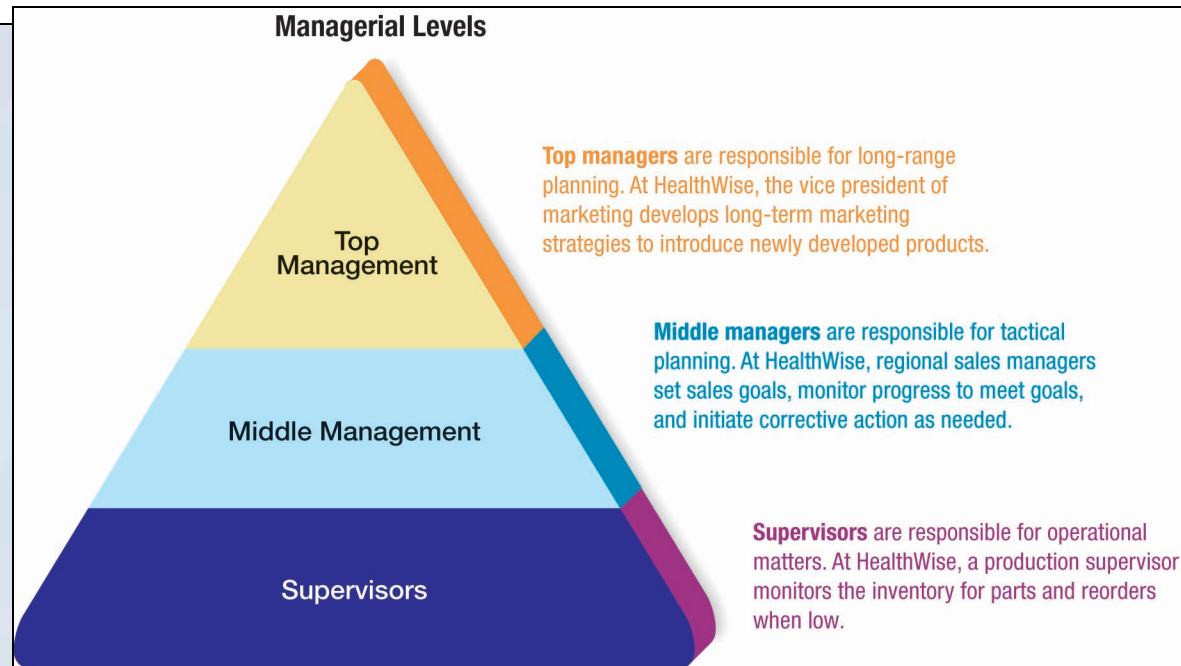 Managerial Levels
Top
Management
Top managers are responsible for long-range
planning. At HealthWise, the vice president of
marketing develops long-term marketing
strategies to introduce newly developed products.
Middle Management
Middle managers are responsible for tactical
planning. At HealthWise, regional sales managers
set sales goals, monitor progress to meet goals,
and initiate corrective action as needed.
Supervisors
Supervisors are responsible for operational
matters. At HealthWise, a production supervisor
monitors the inventory for parts and reorders
when low.